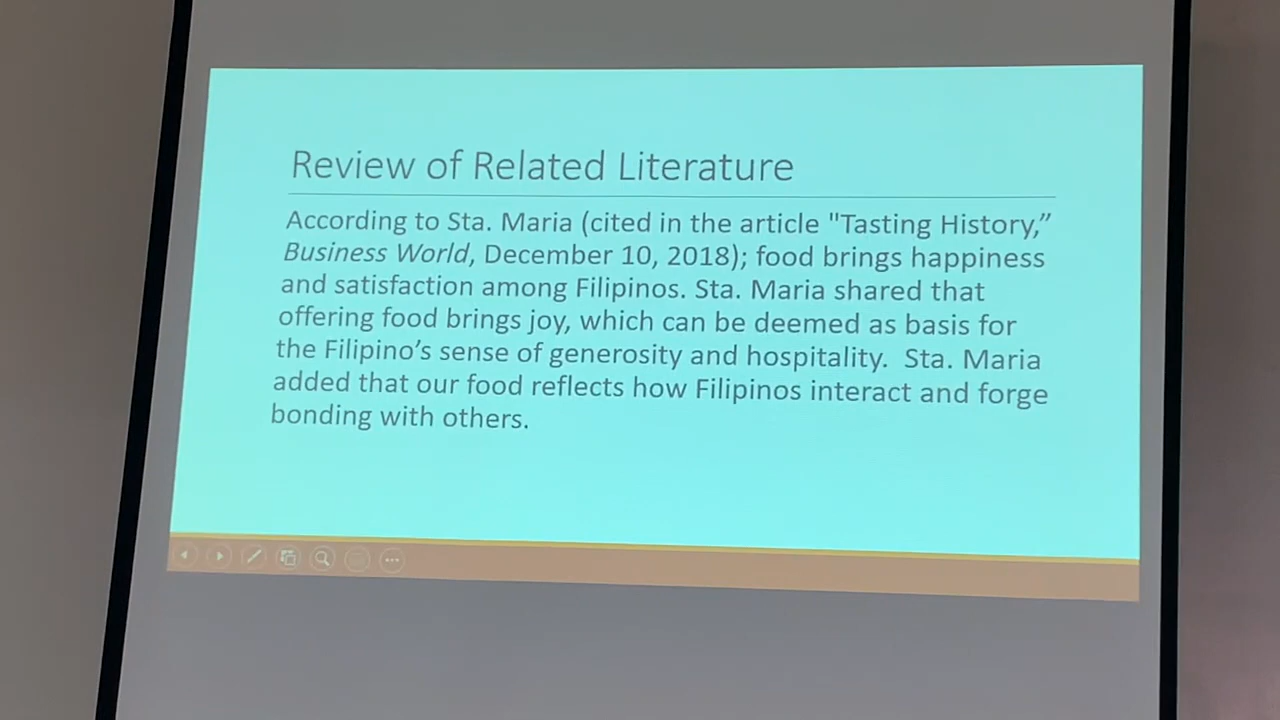 Review of Related Literature
According to Sta. Maria (cited in the article "Tasting History,”
Business World, December 10, 2018); food brings happiness
and satisfaction among Filipinos. Sta. Maria shared that
offering food brings joy, which can be deemed as basis for
the Filipino’s sense of generosity and hospitality.  Sta. Maria
added that our food reflects how Filipinos interact and forge
bonding with others.